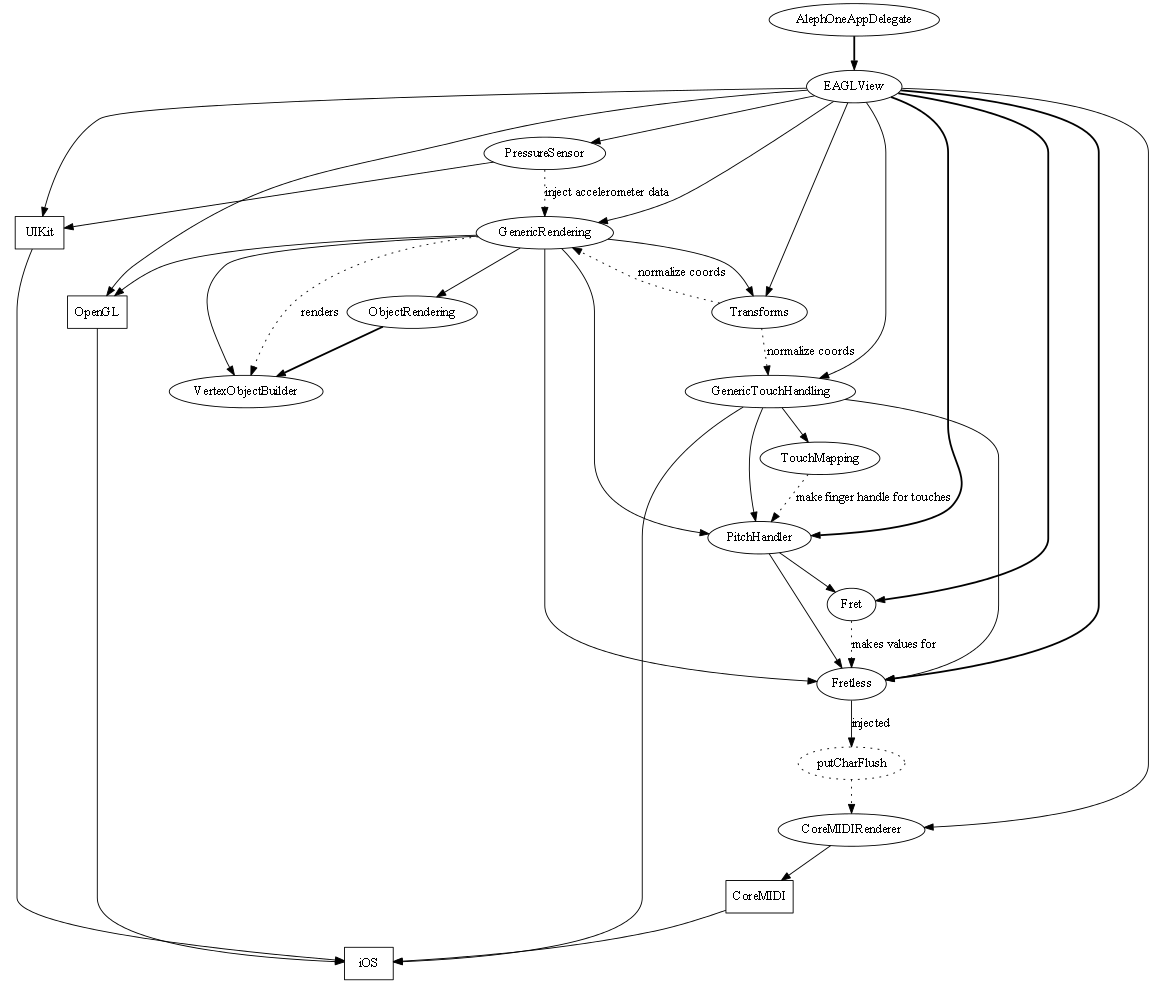 AlephOneAppDelegate
EAGLView
PressureSensor
inject accelerometer data
UIKit
GenericRendering
normalize coords
OpenGL
renders
ObjectRendering
Transforms
normalize coords
VertexObjectBuilder
GenericTouchHandling
TouchMapping
make finger handle for touches
PitchHandler
Fret
makes values for
Fretless
injected
putCharFlush
CoreMIDIRenderer
CoreMIDI
iOS